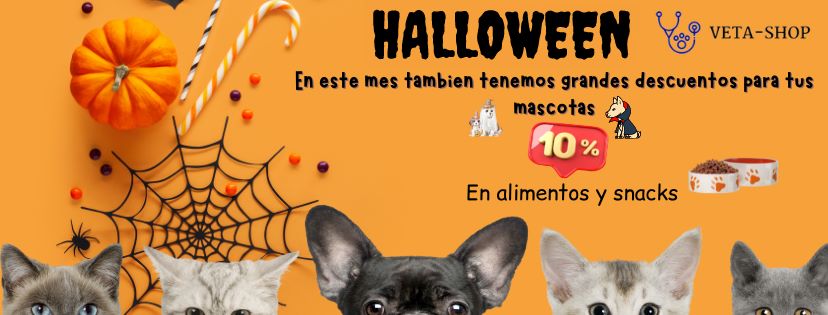 HALLOWEEN
VETA-SHOP
En este mes tambien tenemos grandes descuentos para tus
mascotas
10%
En alimentos y snacks